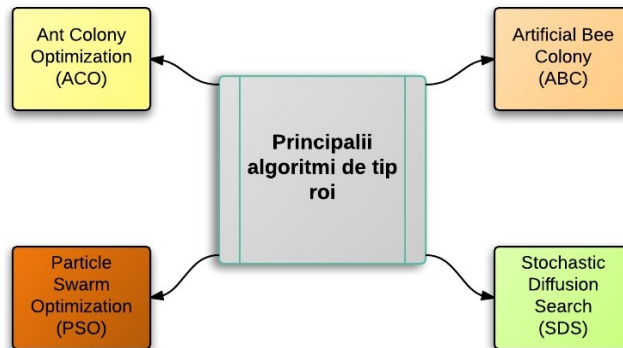 Ant Colony
Optimization
(ACO)
Artificial Bee
Colony
(ABC)
Principalii
algoritmi de tip
roi
Particle
Swarm
Optimization
(PSO)
Stochastic
Diffusion
Search
(SDS)